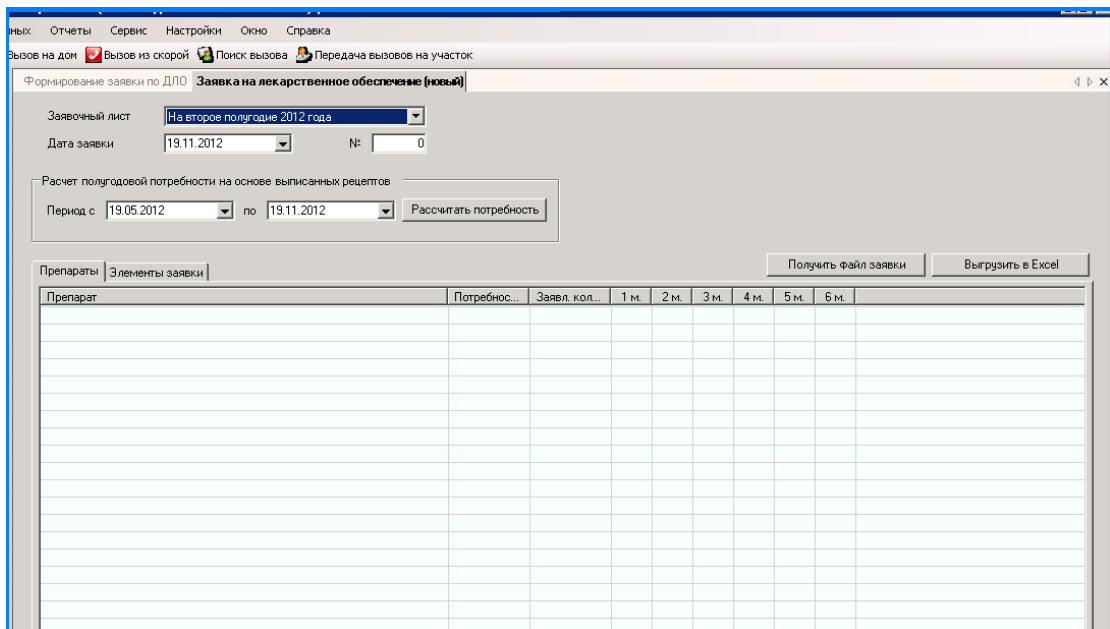 ных Отчеты Сервис Настройки Окно Справка
Вызов на дом Вызов из скорой Поиск вызова Передача вызовов на участок
Формирование заявки по ДЛО Заявка на лекарственное обеспечение (новый)
Заявочный лист На второе полугодие 2012 года
Дата заявки 19.11.2012 № 0
Расчет полугодовой потребности на основе выписанных рецептов
Период с 19.05.2012 по 19.11.2012 Рассчитать потребность
Получить файл заявки Выгрузить в Excel
Препараты Элементы заявки
Препарат Потребнос... Заявл. кол... 1 м. 2 м. 3 м. 4 м. 5 м. 6 м.